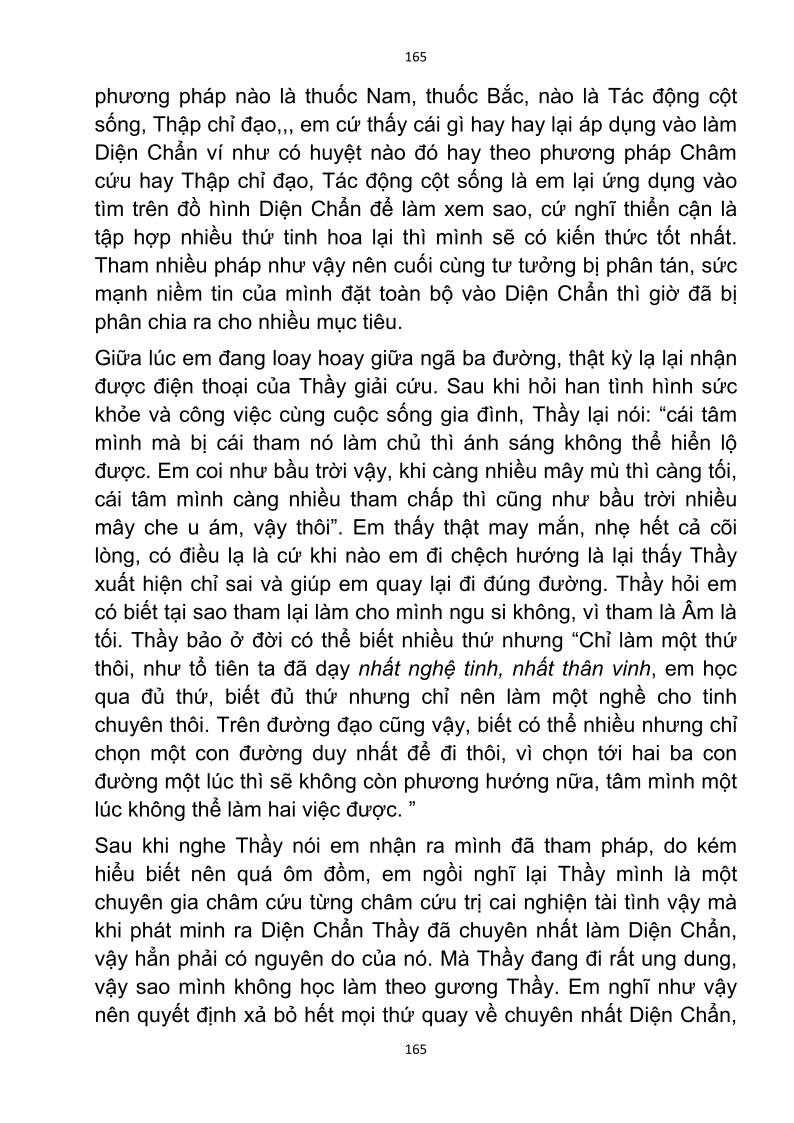 165
phương pháp nào là thuốc Nam, thuốc Bắc, nào là Tác động cột
sống, Thập chỉ đạo,,, em cứ thấy cái gì hay hay lại áp dụng vào làm
Diện Chẩn ví như có huyệt nào đó hay theo phương pháp Châm
cứu hay Thập chỉ đạo, Tác động cột sống là em lại ứng dụng vào
tìm trên đồ hình Diện Chẩn để làm xem sao, cứ nghĩ thiển cận là
tập hợp nhiều thứ tinh hoa lại thì mình sẽ có kiến thức tốt nhất.
Tham nhiều pháp như vậy nên cuối cùng tư tưởng bị phân tán, sức
mạnh niềm tin của mình đặt toàn bộ vào Diện Chẩn thì giờ đã bị
phân chia ra cho nhiều mục tiêu.
Giữa lúc em đang loay hoay giữa ngã ba đường, thật kỳ lạ lại nhận
được điện thoại của Thầy giải cứu. Sau khi hỏi han tình hình sức
khỏe và công việc cùng cuộc sống gia đình, Thầy lại nói: “cái tâm
mình mà bị cái tham nó làm chủ thì ánh sáng không thể hiển lộ
được. Em coi như bầu trời vậy, khi càng nhiều mây mù thì càng tối,
cái tâm mình càng nhiều tham chấp thì cũng như bầu trời nhiều
mây che u ám, vậy thôi”. Em thấy thật may mắn, nhẹ hết cả cõi
lòng, có điều lạ là cứ khi nào em đi chệch hướng là lại thấy Thầy
xuất hiện chỉ sai và giúp em quay lại đi đúng đường. Thầy hỏi em
có biết tại sao tham lại làm cho mình ngu si không, vì tham là Âm là
tối. Thầy bảo ở đời có thể biết nhiều thứ nhưng “Chỉ làm một thứ
thôi, như tổ tiên ta đã dạy nhất nghệ tinh, nhất thân vinh, em học
qua đủ thứ, biết đủ thứ nhưng chỉ nên làm một nghề cho tinh
chuyên thôi. Trên đường đạo cũng vậy, biết có thể nhiều nhưng chỉ
chọn một con đường duy nhất để đi thôi, vì chọn tới hai ba con
đường một lúc thì sẽ không còn phương hướng nữa, tâm mình một
lúc không thể làm hai việc được. ”
Sau khi nghe Thầy nói em nhận ra mình đã tham pháp, do kém
hiểu biết nên quá ôm đồm, em ngồi nghĩ lại Thầy mình là một
chuyên gia châm cứu từng châm cứu trị cai nghiện tài tình vậy mà
khi phát minh ra Diện Chẩn Thầy đã chuyên nhất làm Diện Chẩn,
vậy hẳn phải có nguyên do của nó. Mà Thầy đang đi rất ung dung,
vậy sao mình không học làm theo gương Thầy. Em nghĩ như vậy
nên quyết định xả bỏ hết mọi thứ quay về chuyên nhất Diện Chẩn,
165